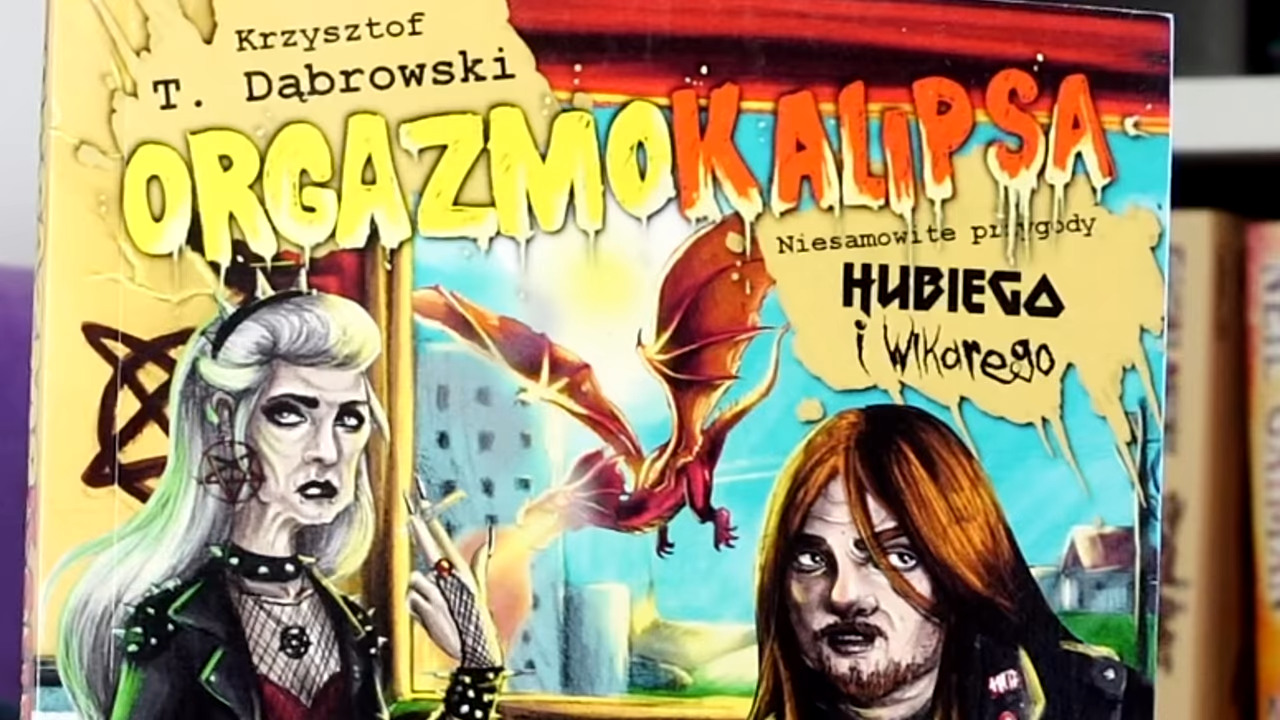 Krzysztof
T. Dąbrowski
ORGAZMOKALIPSA
Niesamowite przygody
HUBIEGO
i Wikarego